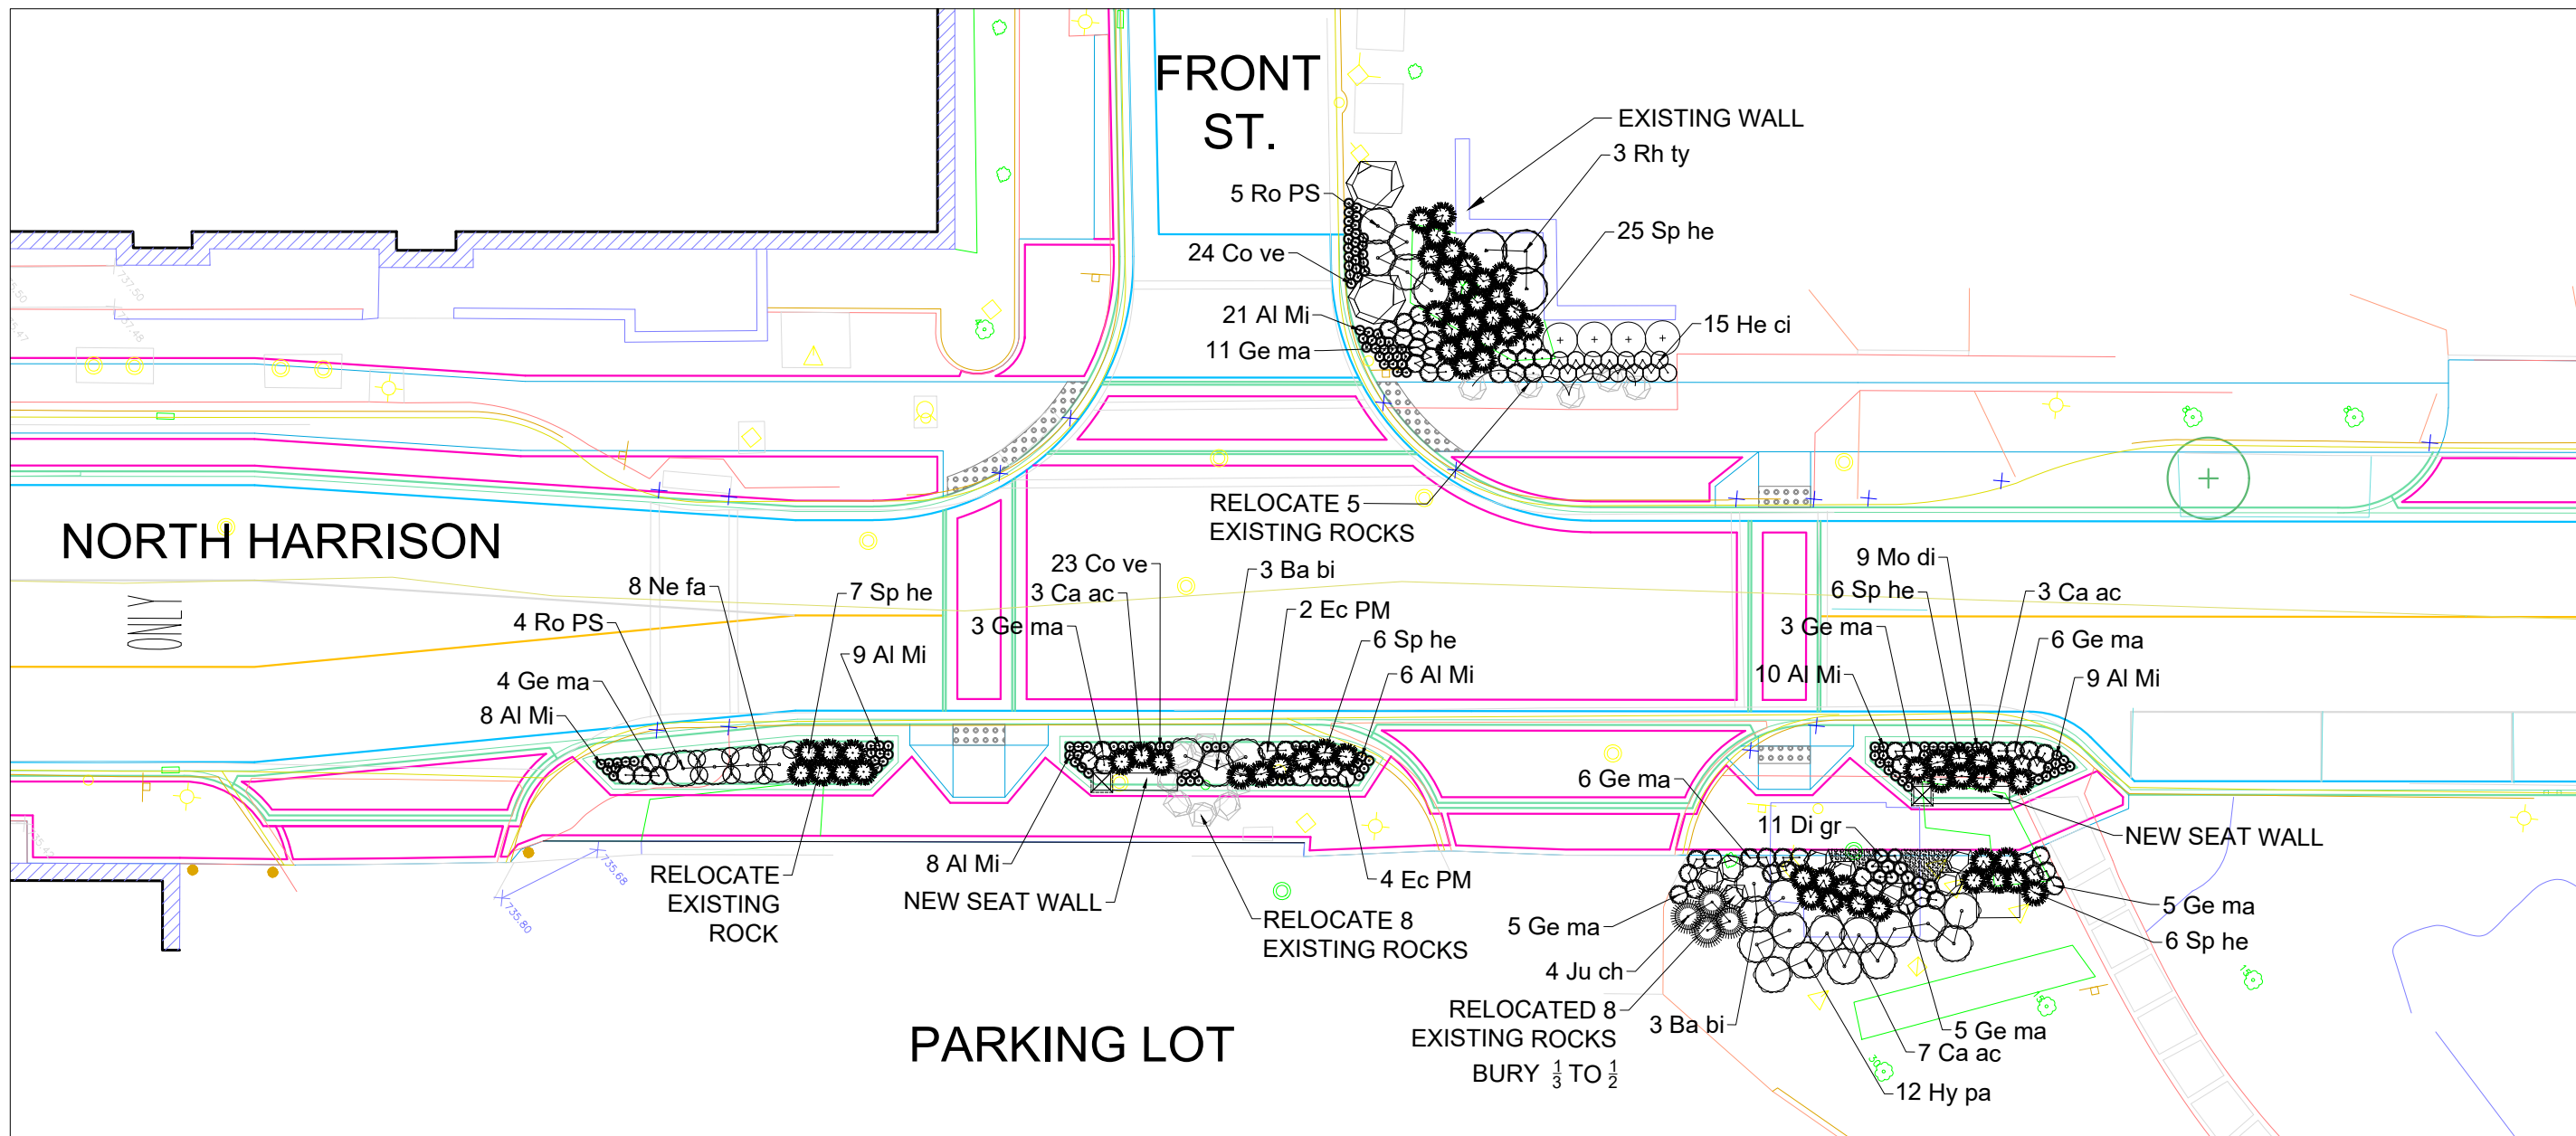 FRONT
ST.
EXISTING WALL
3 Rh ty
5 Ro PS
25 Sp he
24 Co ve
21 Al Mi
15 He ci
11 Ge ma
737.50
737.48
RELOCATE 5
EXISTING ROCKS
NORTH HARRISON
ONLY
8 Ne fa
7 Sp he
4 Ro PS
9 Al Mi
4 Ge ma
8 Al Mi
23 Co ve
3 Ba bi
3 Ca ac
2 Ec PM
3 Ge ma
6 Sp he
6 Al Mi
9 Mo di
6 Sp he
3 Ca ac
3 Ge ma
6 Ge ma
10 Al Mi
9 Al Mi
6 Ge ma
11 Di gr
NEW SEAT WALL
735.68
735.80
RELOCATE
EXISTING
ROCK
8 Al Mi
NEW SEAT WALL
4 Ec PM
RELOCATE 8
EXISTING ROCKS
5 Ge ma
5 Ge ma
6 Sp he
4 Ju ch
RELOCATED 8
EXISTING ROCKS
BURY 1/3 TO 1/2
3 Ba bi
5 Ge ma
7 Ca ac
12 Hy pa
PARKING LOT